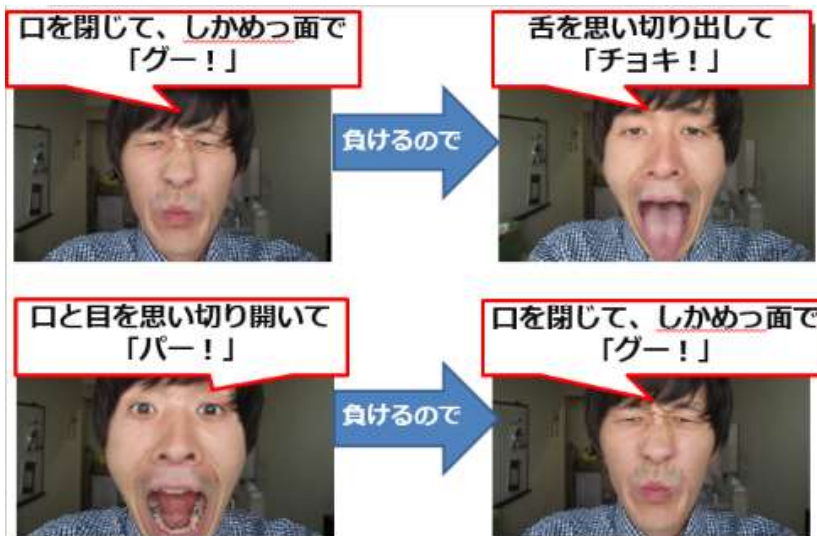 口を閉じて、しかめっ面で
「グー！」
負けるので
舌を思い切り出して
「チョキ！」
口と目を思い切り開いて
「パー！」
負けるので
口を閉じて、しかめっ面で
「グー！」